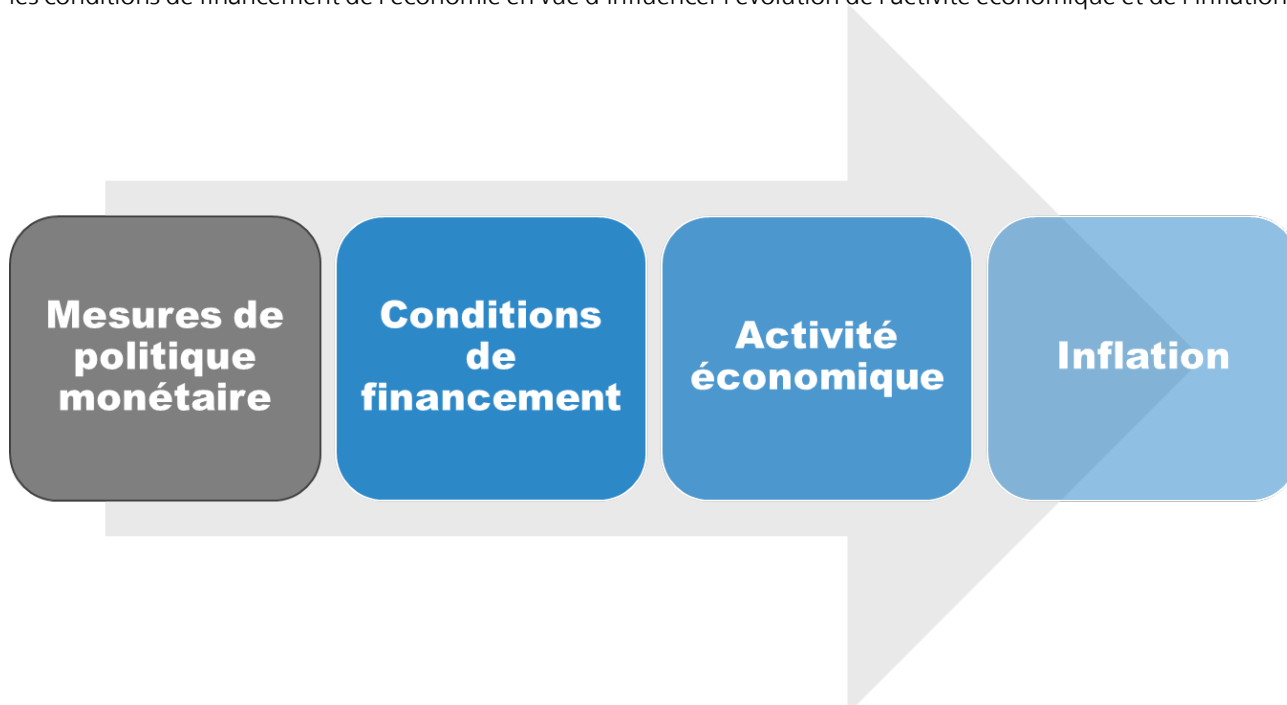 les conditions de financement de l'économie en vue d'influencer l'évolution de l'activité économique et de l'inflation
Mesures de
politique
monétaire
Conditions
de
financement
Activité
économique
Inflation